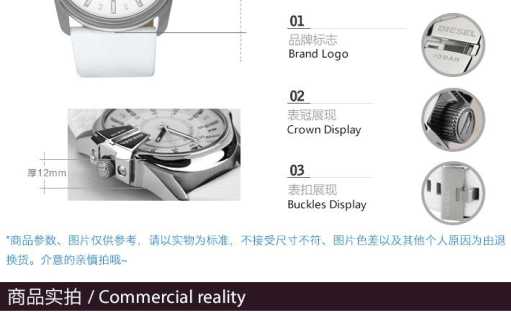 01
品牌标志
Brand Logo
DIESEL
02
表冠展现
Crown Display
厚12mm
03
表扣展现
Buckles Display
*商品参数、图片仅供参考，请以实物为标准，不接受尺寸不符、图片色差以及其他个人原因为由退
换货。介意的亲慎拍哦~
商品实拍 / Commercial reality